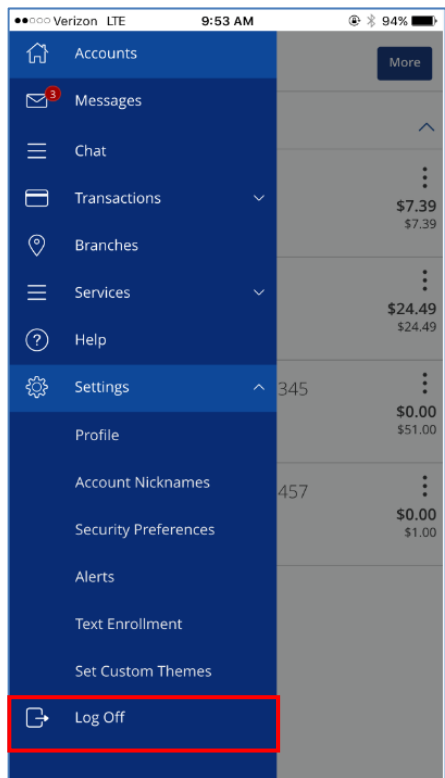 Verizon LTE 9:53 AM 94%
Accounts
More
3
Messages
Chat
Transactions
$7.39
$7.39
Branches
Services
$24.49
$24.49
Help
Settings
345
$0.00
$51.00
Profile
Account Nicknames
457
$0.00
$1.00
Security Preferences
Alerts
Text Enrollment
Set Custom Themes
Log Off